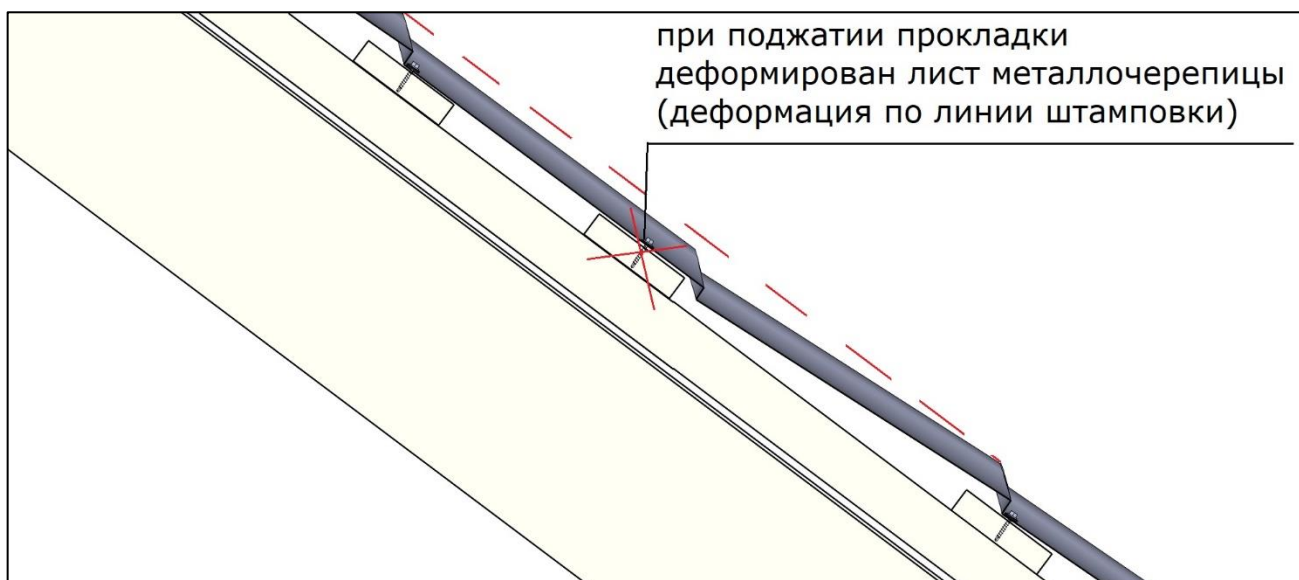 при поджатии прокладки
деформирован лист металлочерепицы
(деформация по линии штамповки)